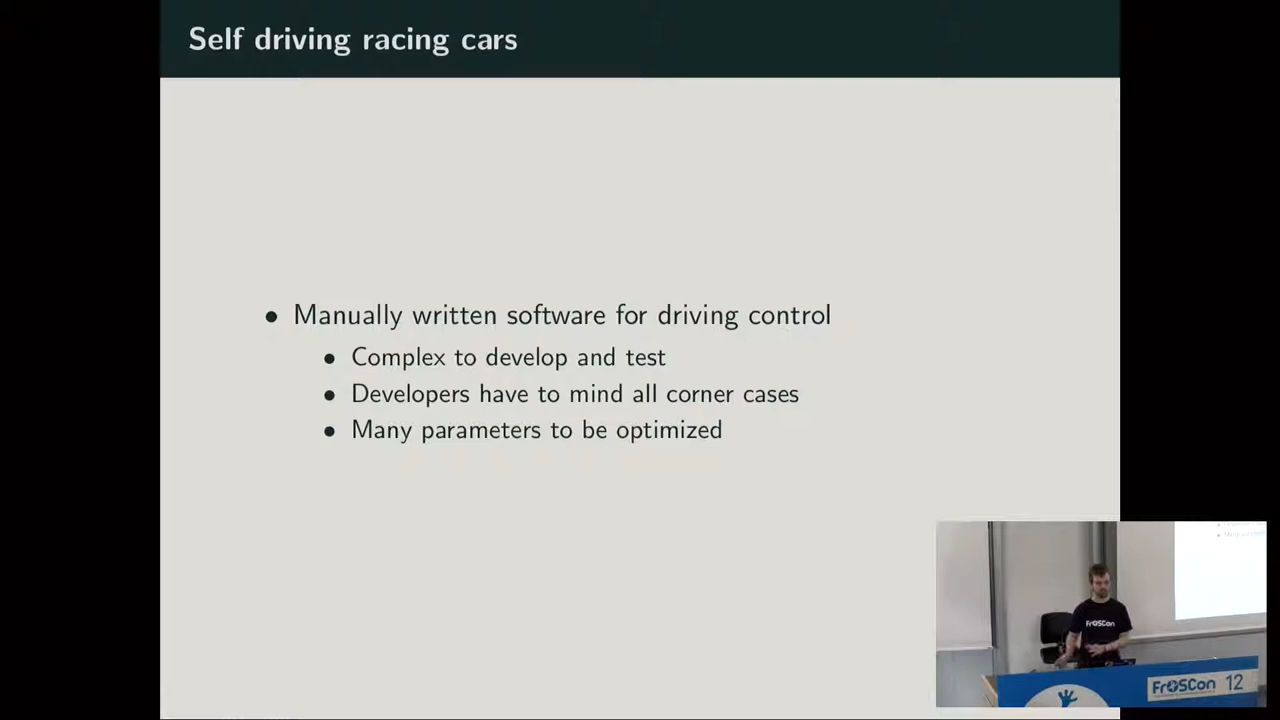 Self driving racing cars
• Manually written software for driving control
• Complex to develop and test
• Developers have to mind all corner cases
• Many parameters to be optimized
FrOSCon
FrOSCon 12